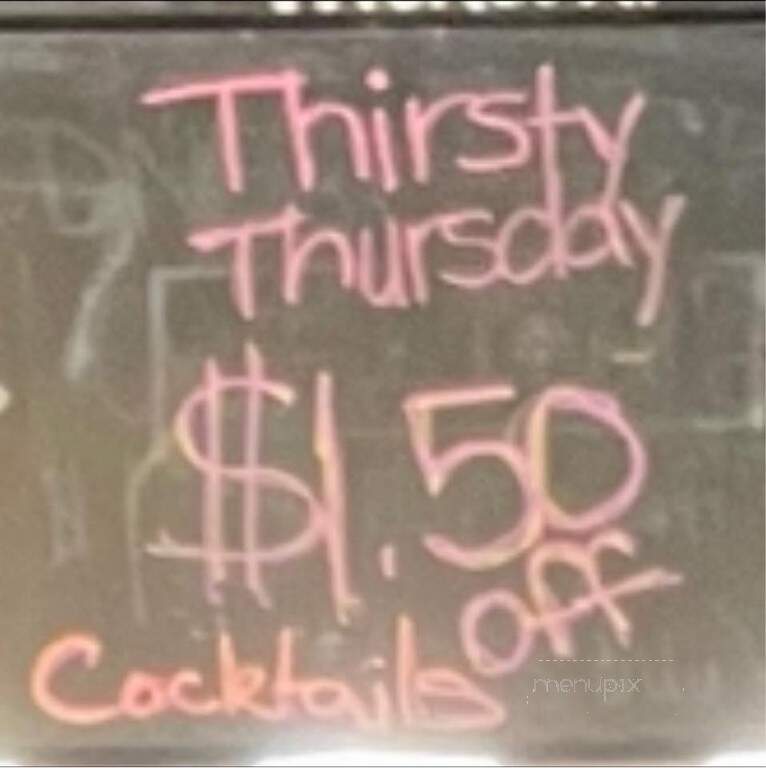 Thirsty
Thursday
$1.50
off
Cocktails
menupix